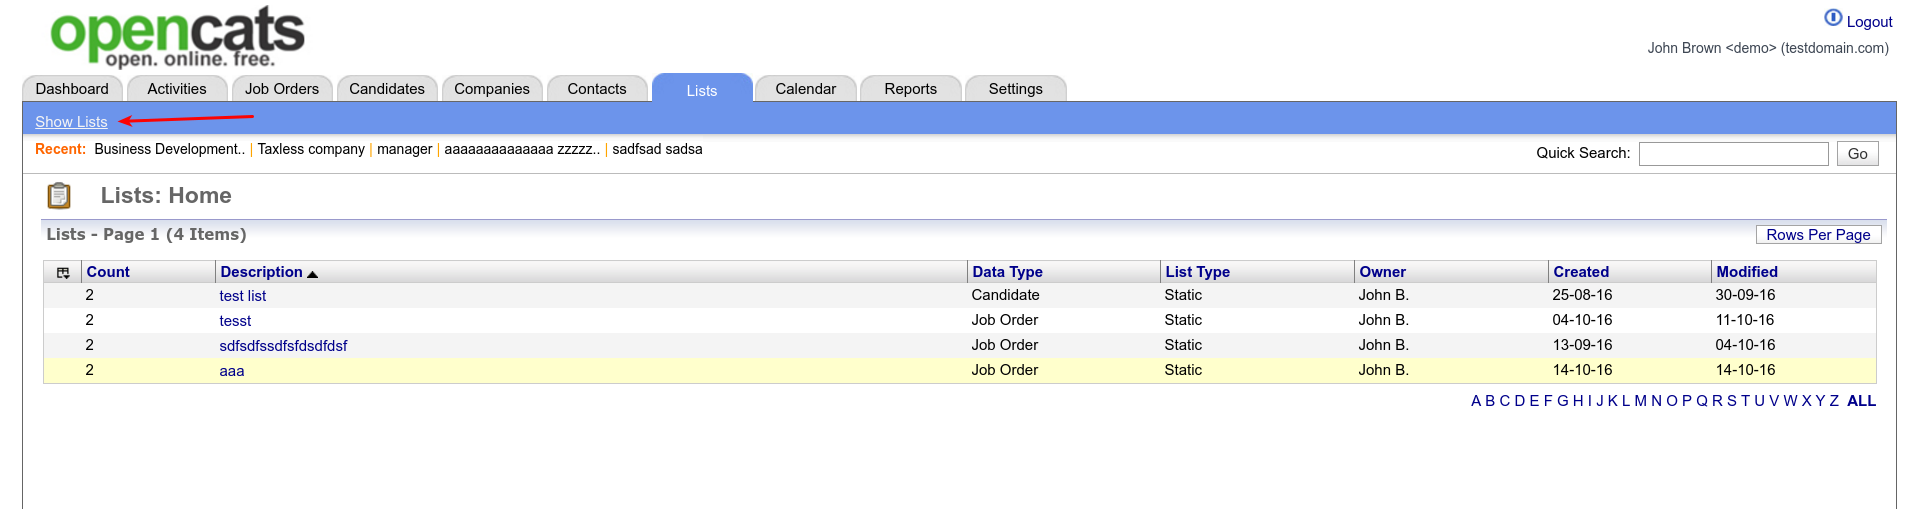 opencats
open. online. free.
Logout
John Brown <demo> (testdomain.com)
Dashboard Activities Job Orders Candidates Companies Contacts Lists Calendar Reports Settings
Show Lists
Recent: Business Development.. | Taxless company | manager | aaaaaaaaaaaaaa zzzzz.. | sadfsad sadsa
Quick Search: Go
Lists: Home
Lists - Page 1 (4 Items) Rows Per Page
Count Description Data Type List Type Owner Created Modified
2 test list Candidate Static John B. 25-08-16 30-09-16
2 tesst Job Order Static John B. 04-10-16 11-10-16
2 sdfsdfssdfsfdsdfdsf Job Order Static John B. 13-09-16 04-10-16
2 aaa Job Order Static John B. 14-10-16 14-10-16
A B C D E F G H I J K L M N O P Q R S T U V W X Y Z ALL